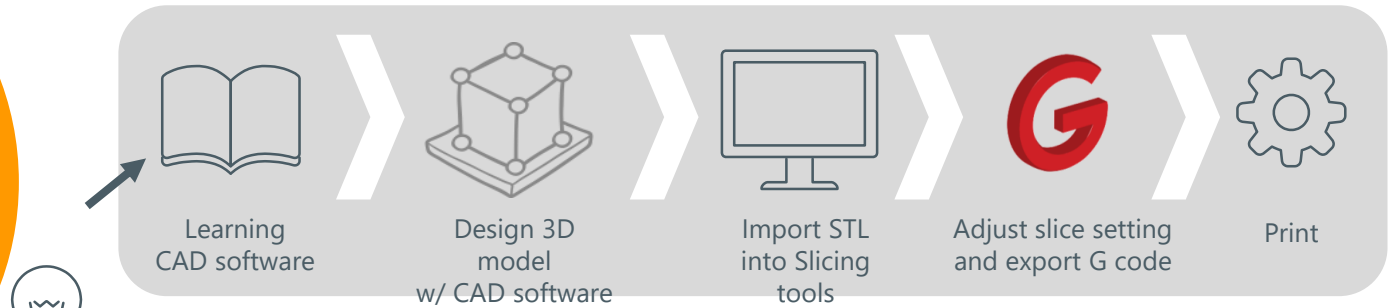 G
Learning
CAD software
Design 3D
model
w/ CAD software
Import STL
into Slicing
tools
Adjust slice setting
and export G code
Print